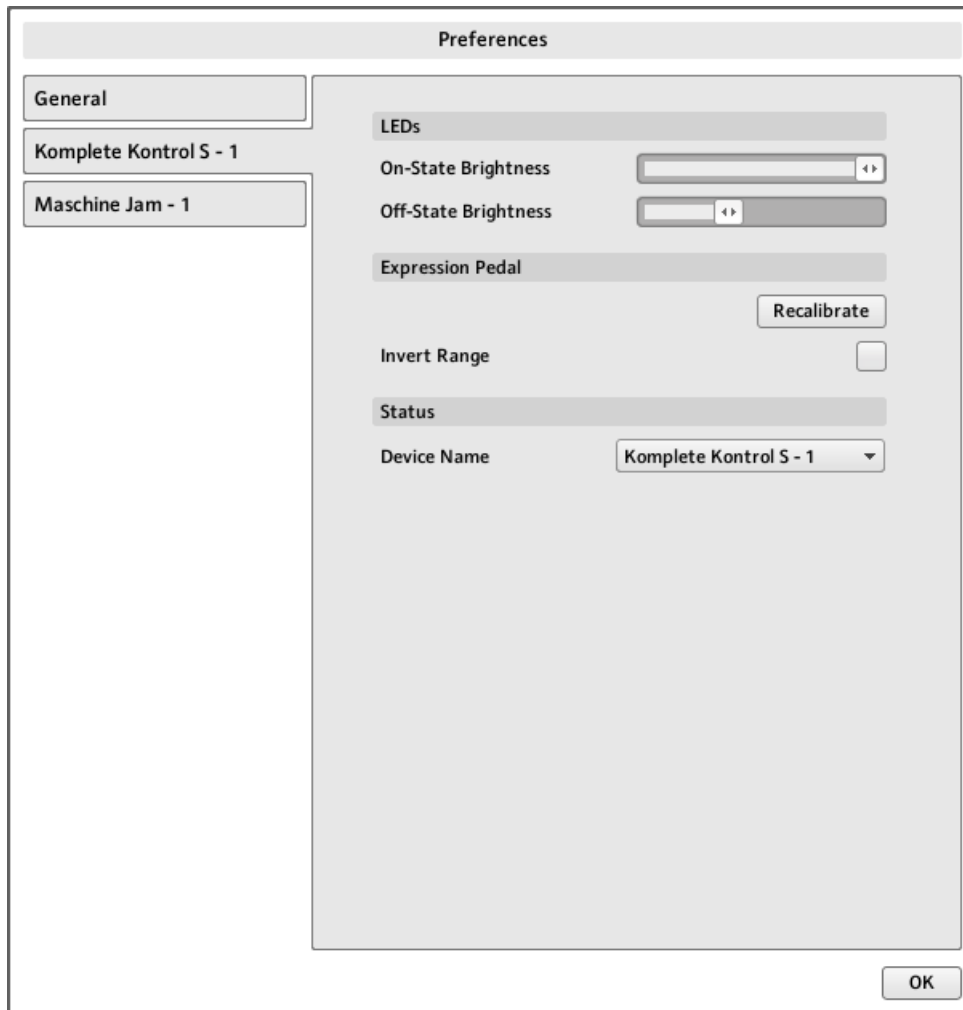 Preferences
General
Komplete Kontrol S - 1
Maschine Jam - 1
LEDs
On-State Brightness
Off-State Brightness
Expression Pedal
Recalibrate
Invert Range
Status
Device Name Komplete Kontrol S - 1
OK